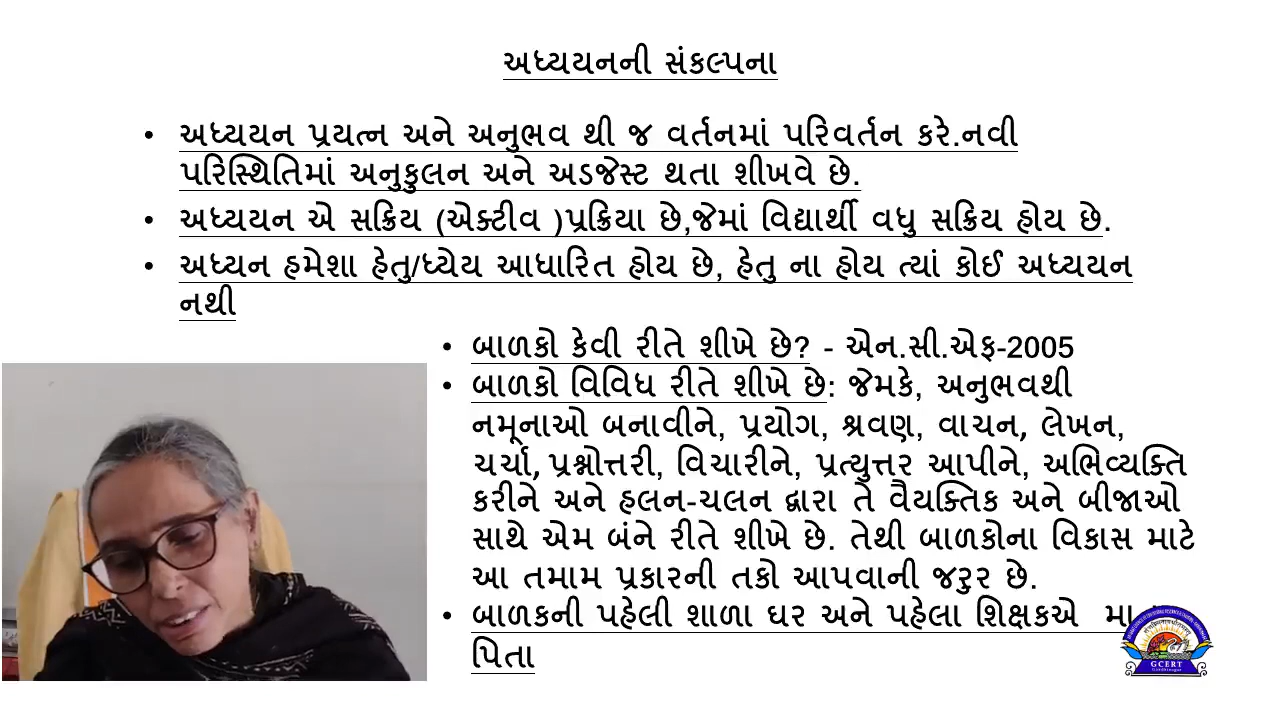 અધ્યયનની સંકલ્પના
• અધ્યયન પ્રયત્ન અને અનુભવ થી જ વર્તનમાં પરિવર્તન કરે.નવી
પરિસ્થિતિમાં અનુકુલન અને અડજેસ્ટ થતા શીખવે છે.
• અધ્યયન એ સક્રિય (એક્ટીવ )પ્રક્રિયા છે,જેમાં વિદ્યાર્થી વધુ સક્રિય હોય છે.
• અધ્યન હમેશા હેતુ/ધ્યેય આધારિત હોય છે, હેતુ ના હોય ત્યાં કોઈ અધ્યયન
નથી
• બાળકો કેવી રીતે શીખે છે? - એન.સી.એફ-2005
• બાળકો વિવિધ રીતે શીખે છે: જેમકે, અનુભવથી
નમૂનાઓ બનાવીને, પ્રયોગ, શ્રવણ, વાચન, લેખન,
ચર્ચા, પ્રશ્નોત્તરી, વિચારીને, પ્રત્યુત્તર આપીને, અભિવ્યક્તિ
કરીને અને હલન-ચલન દ્વારા તે વૈયક્તિક અને બીજાઓ
સાથે એમ બંને રીતે શીખે છે. તેથી બાળકોના વિકાસ માટે
આ તમામ પ્રકારની તકો આપવાની જરુર છે.
• બાળકની પહેલી શાળા ઘર અને પહેલા શિક્ષકએ
પિતા
GCERT
Gandhinagar